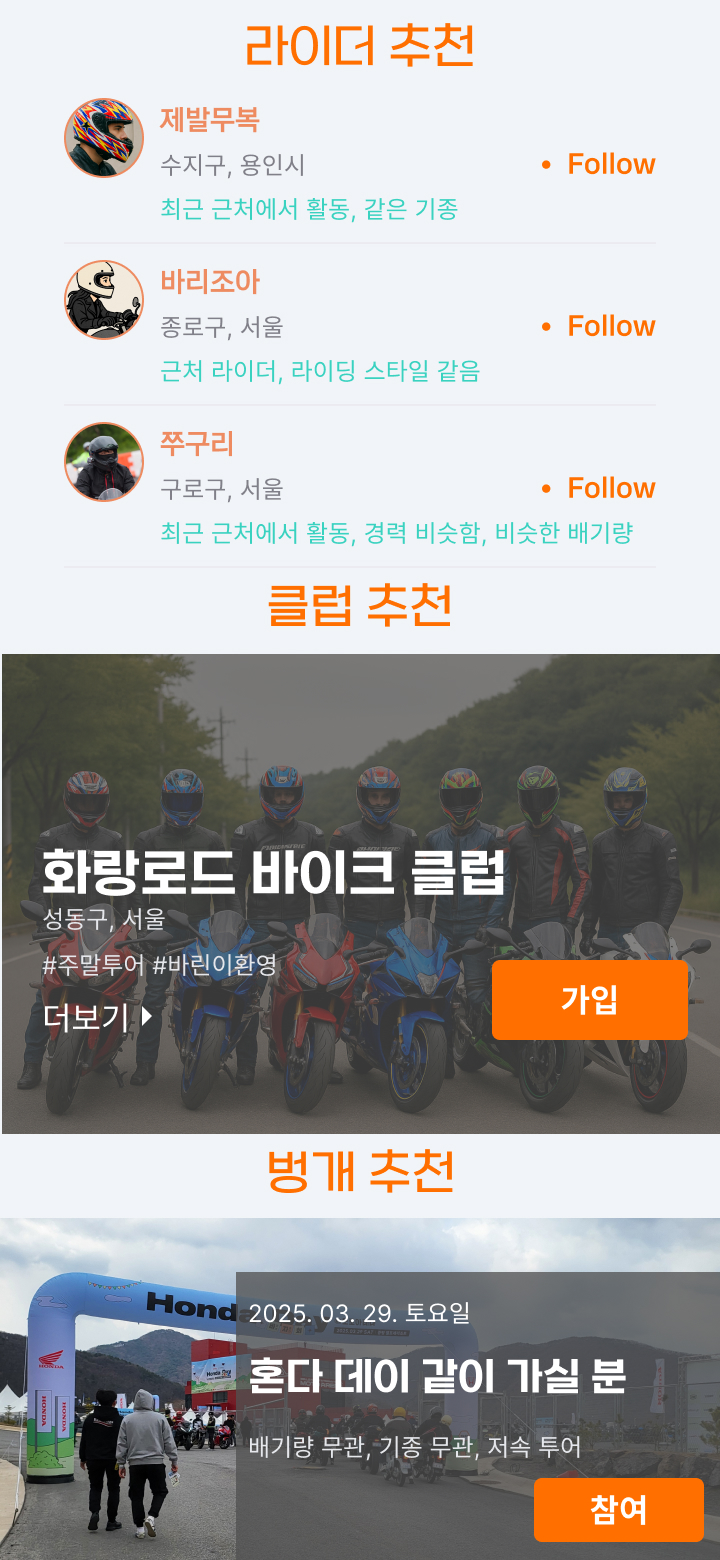 라이더 추천
제발무복
수지구, 용인시
• Follow
최근 근처에서 활동, 같은 기종
바리조아
종로구, 서울
• Follow
근처 라이더, 라이딩 스타일 같음
쭈구리
구로구, 서울
• Follow
최근 근처에서 활동, 경력 비슷함, 비슷한 배기량
클럽 추천
화랑로드 바이크 클럽
성동구, 서울
#주말투어 #바린이환영
더보기
가입
벙개 추천
Honda
2025. 03. 29. 토요일
혼다 데이 같이 가실 분
HONDA
HONDA
HONDA
배기량 무관, 기종 무관, 저속 투어
참여